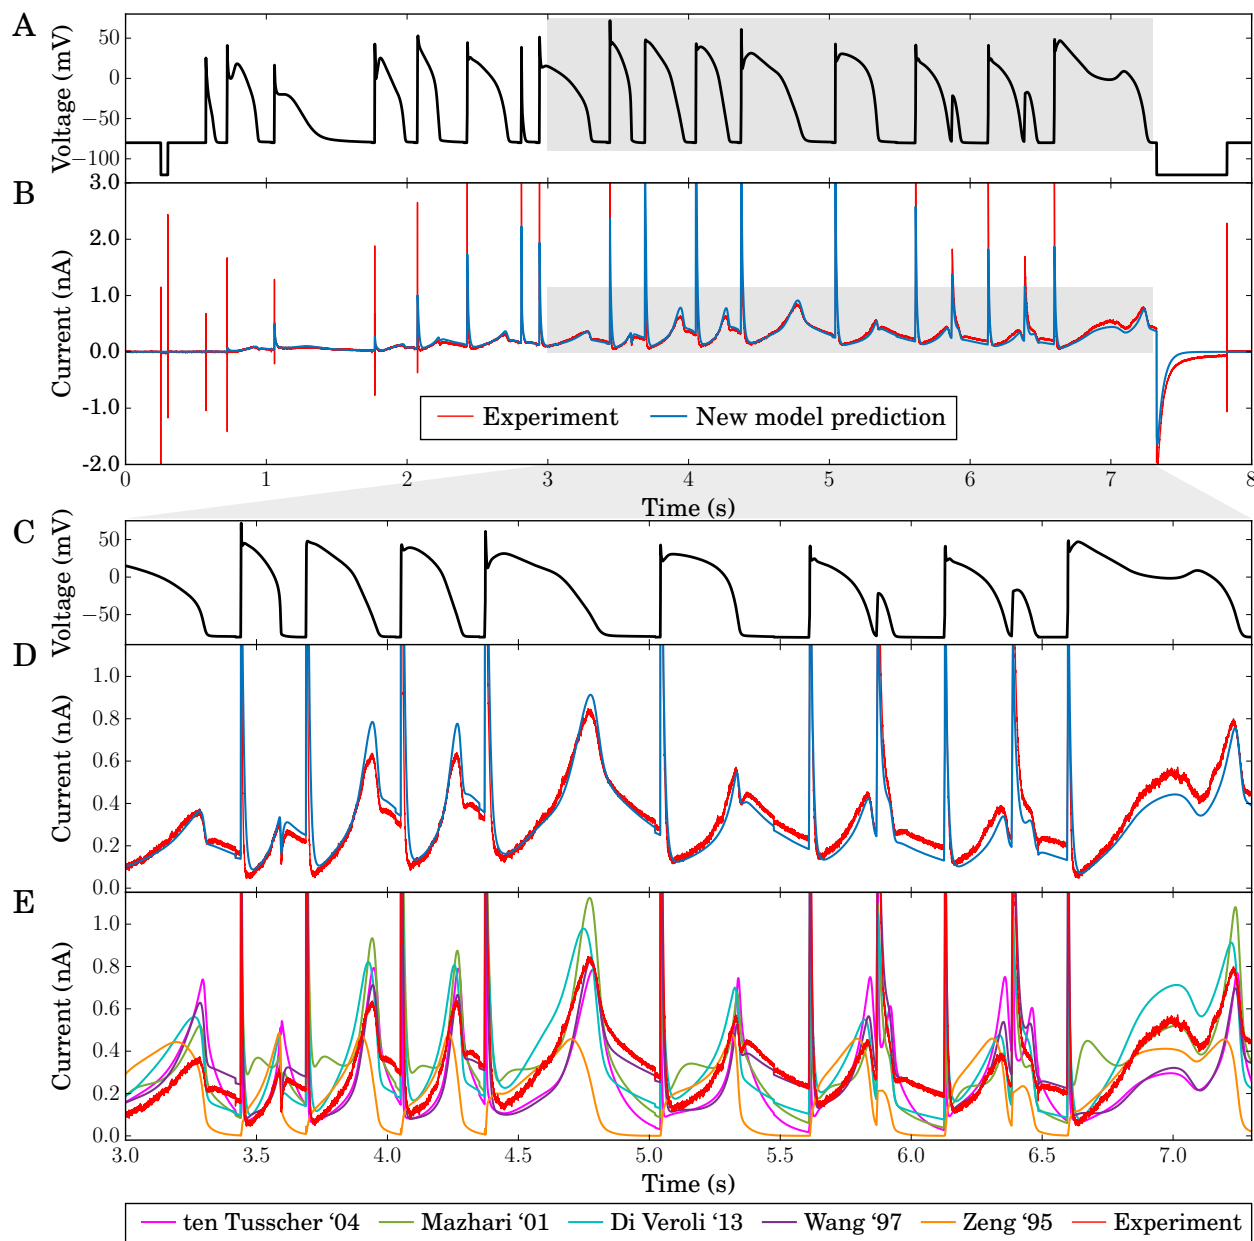 A
Voltage (mV)
50
0
−50
−100
B
Current (nA)
3.0
2.0
1.0
0.0
-1.0
-2.0
Experiment New model prediction
0 1 2 3 4 5 6 7 8
Time (s)
C
Voltage (mV)
50
0
−50
D
Current (nA)
1.0
0.8
0.6
0.4
0.2
0.0
E
Current (nA)
1.0
0.8
0.6
0.4
0.2
0.0
3.0 3.5 4.0 4.5 5.0 5.5 6.0 6.5 7.0
Time (s)
ten Tusscher ‘04 Mazhari ‘01 Di Veroli ‘13 Wang ‘97 Zeng ‘95 Experiment